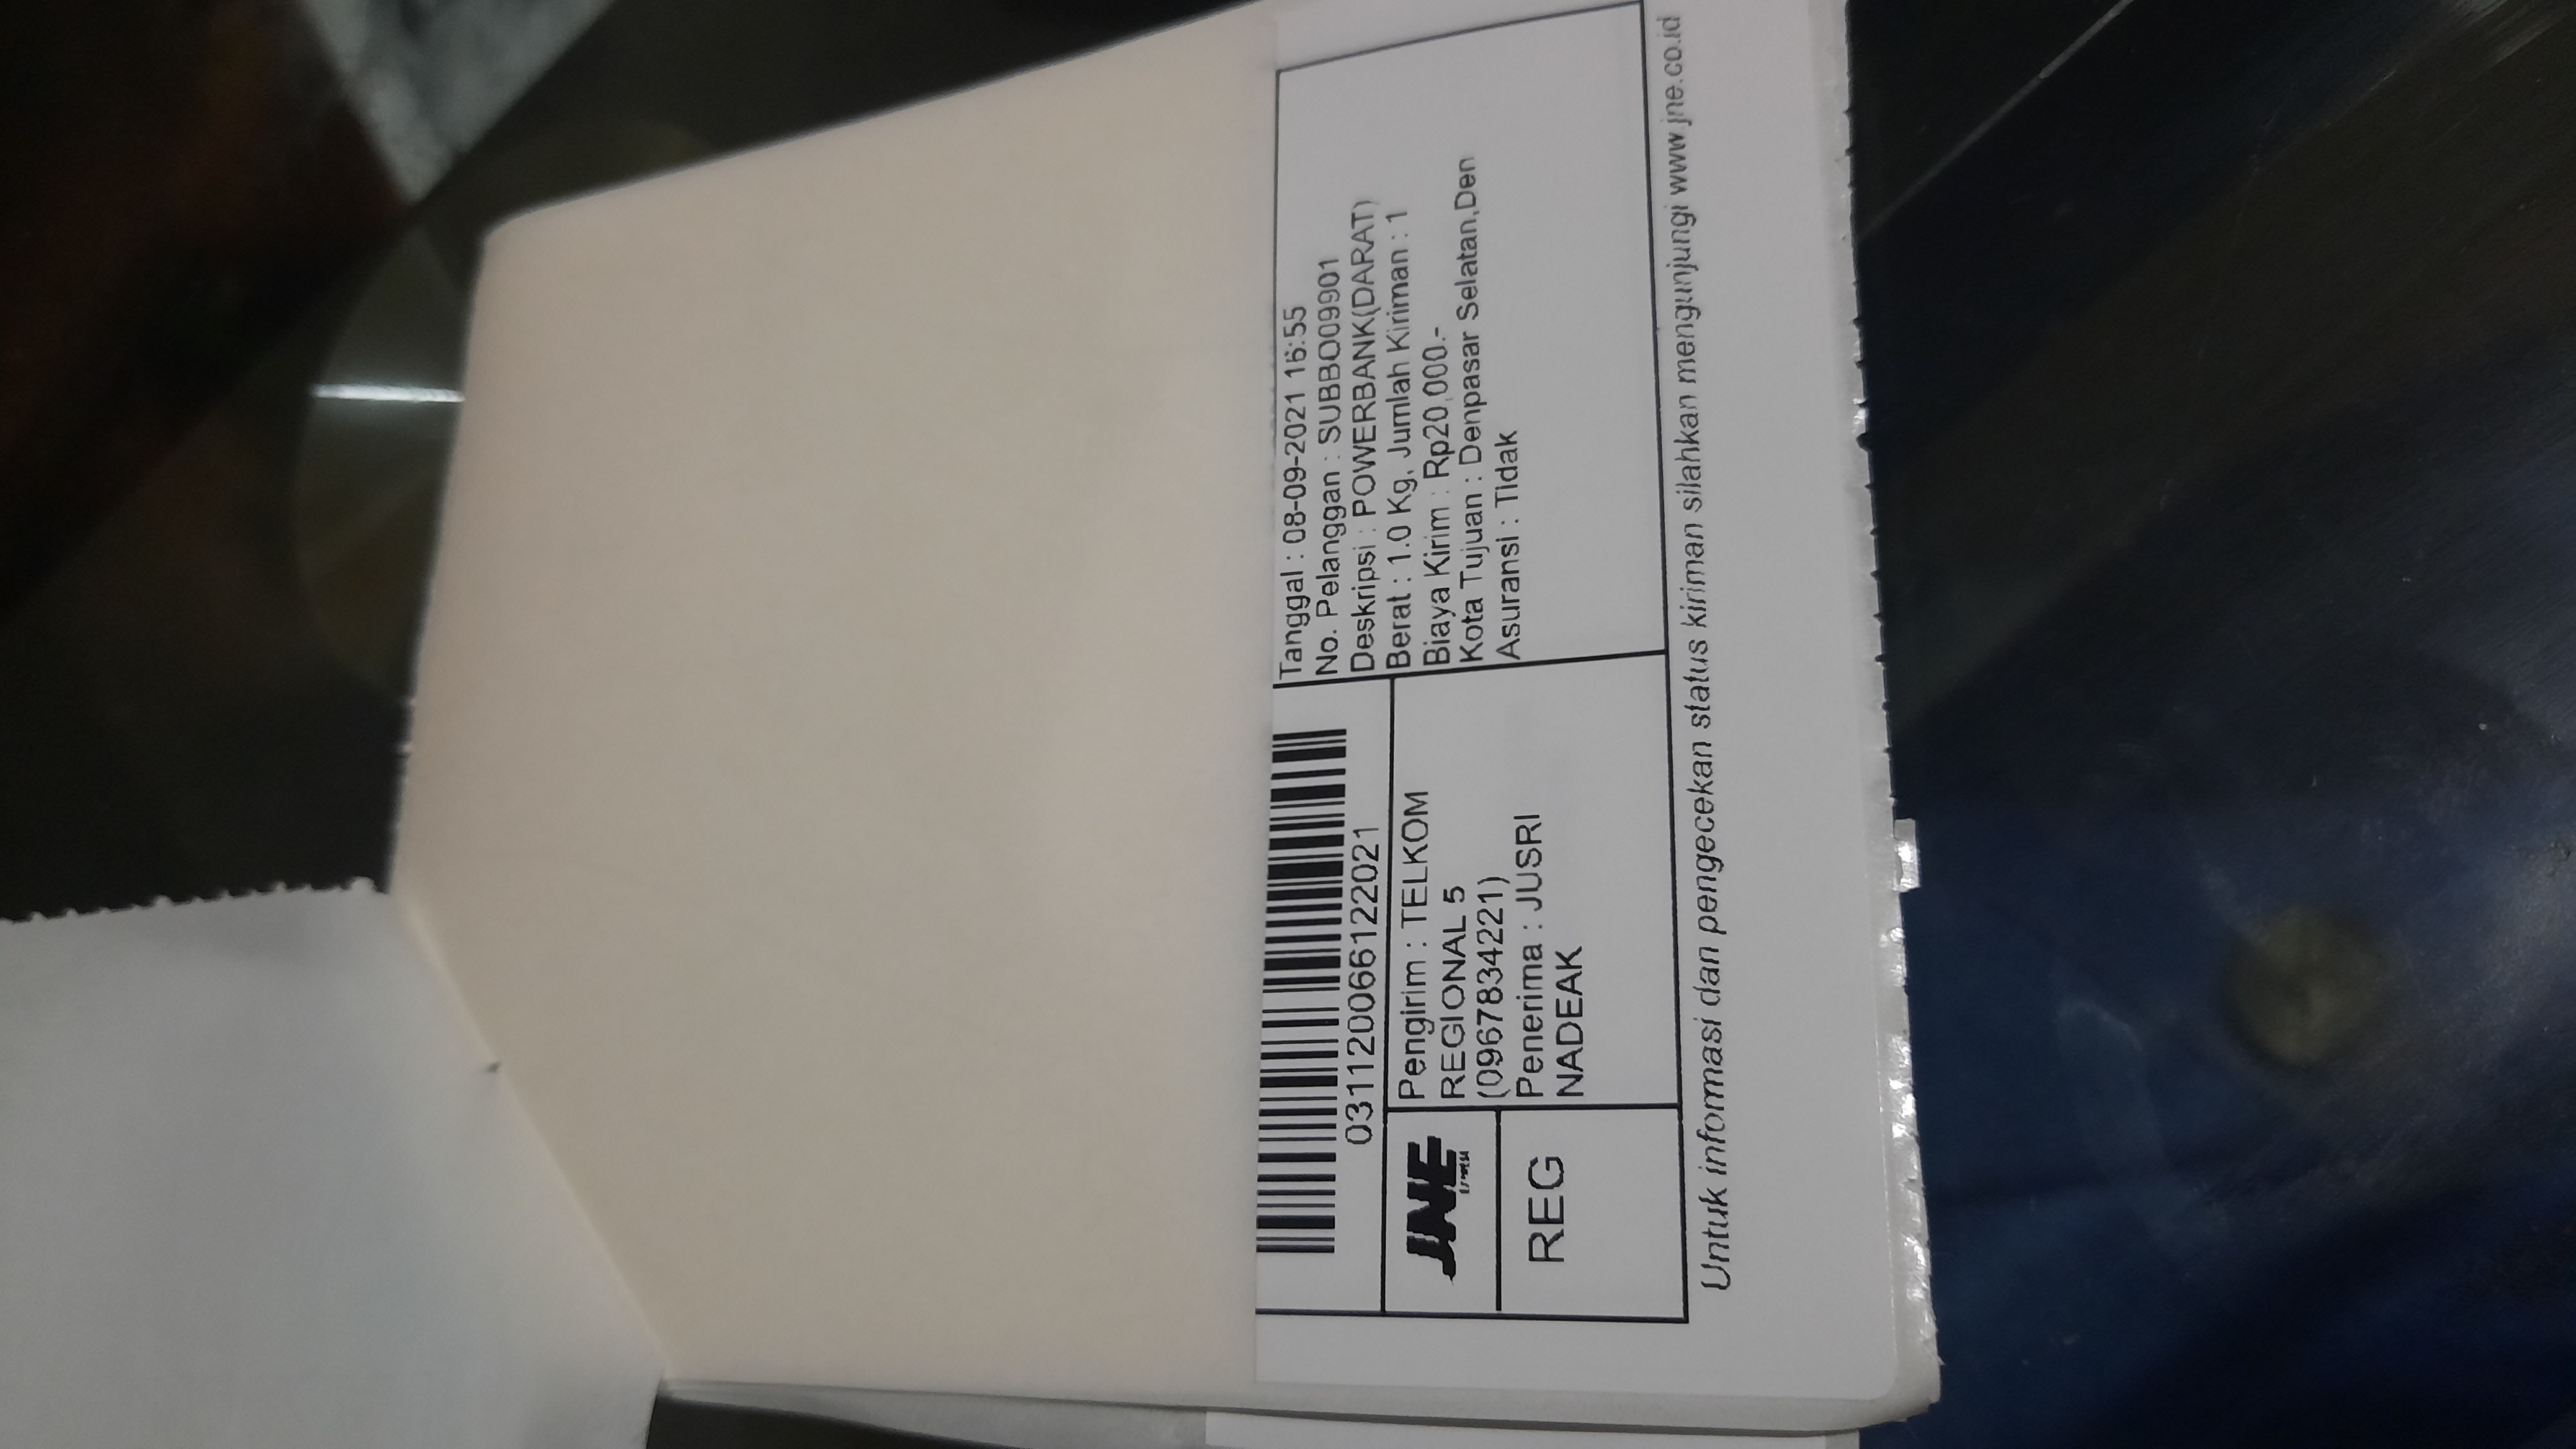 031120066122021
JNE
EXPRESS
REG
Pengirim : TELKOM
REGIONAL 5
(0967834221)
Penerima : JUSRI
NADEAK
Tanggal : 08-09-2021 16:55
No. Pelanggan : SUBBO09901
Deskripsi : POWERBANK(DARAT)
Berat : 1.0 Kg, Jumlah Kiriman : 1
Biaya Kirim : Rp20,000.-
Kota Tujuan : Denpasar Selatan,Den
Asuransi : Tidak
Untuk informasi dan pengecekan status kiriman silahkan mengunjungi www.jne.co.id